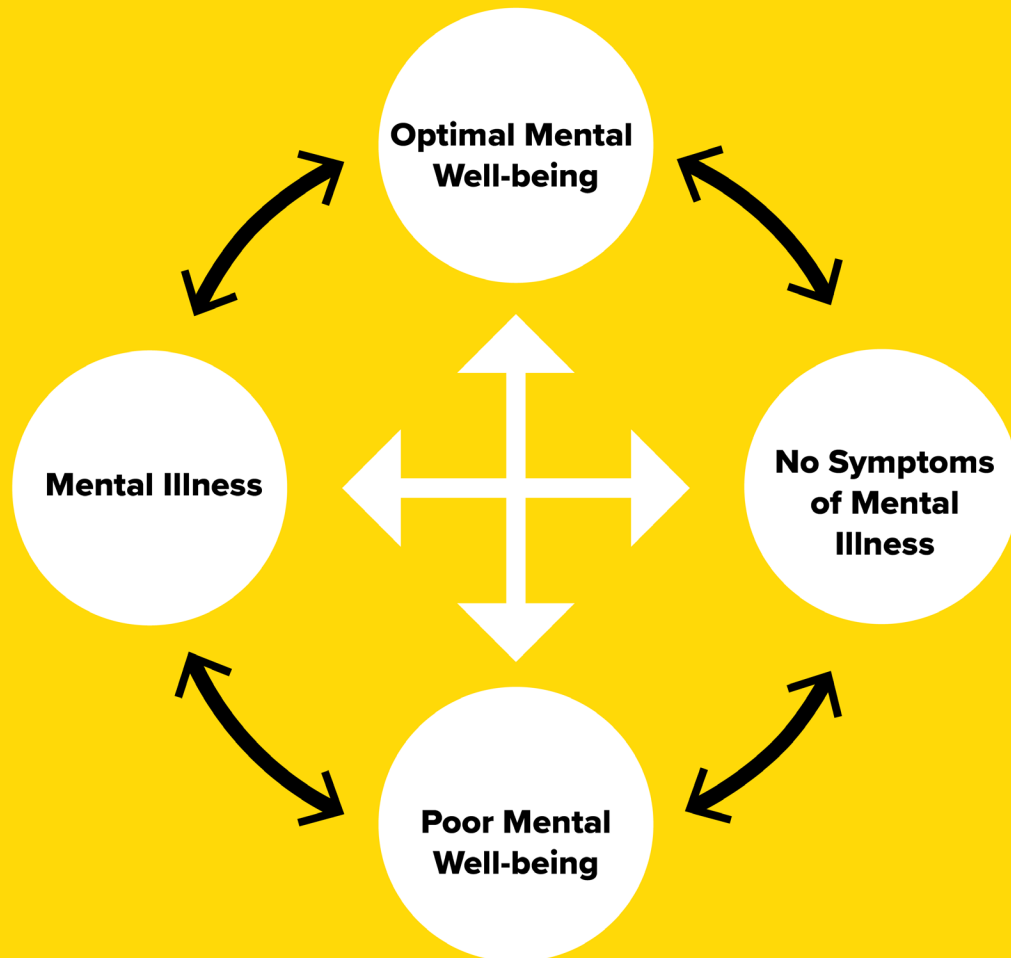 Optimal Mental
Well-being
Mental Illness
No Symptoms
of Mental
Illness
Poor Mental
Well-being